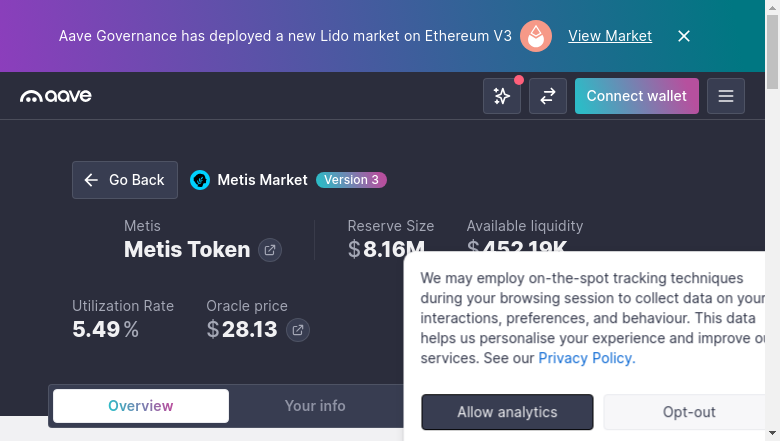 Aave Governance has deployed a new Lido market on Ethereum V3 View Market
aave
Connect wallet
Go Back Metis Market Version 3
Metis Reserve Size Available liquidity
Metis Token $8.16M $452.19K
We may employ on-the-spot tracking techniques
during your browsing session to collect data on your
interactions, preferences, and behaviour. This data
helps us personalise your experience and improve
services. See our Privacy Policy.
Utilization Rate Oracle price
5.49% $28.13
Allow analytics Opt-out
Overview Your info